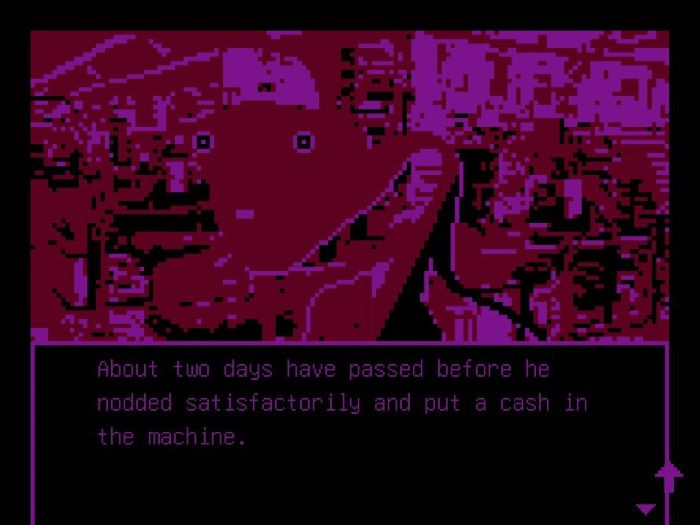 About two days have passed before he
nodded satisfactorily and put a cash in
the machine.